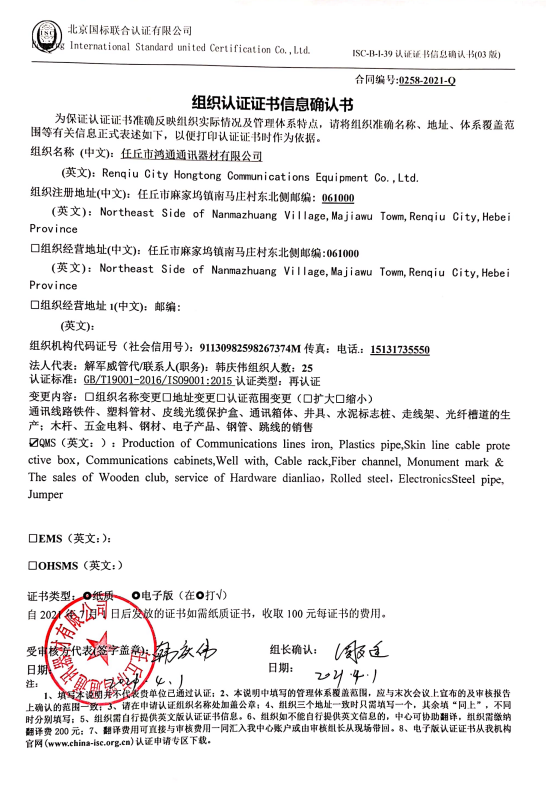 北京国标联合认证有限公司
International Standard united Certification Co.,Ltd.
ISC-B-I-39 认证证书信息确认书(03 版)
合同编号:0258-2021-Q
组织认证证书信息确认书
为保证认证证书准确反映组织实际情况及管理体系特点，请将组织准确名称、地址、体系覆盖范
围等有关信息正式表述如下，以便打印认证证书时作为依据。
组织名称（中文）：任丘市鸿通通讯器材有限公司
(英文)：Renqiu City Hongtong Communications Equipment Co.,Ltd.
组织注册地址(中文)：任丘市麻家坞镇南马庄村东北侧邮编：061000
（英文）：Northeast Side of Nanmazhuang Village,Majiawu Towm,Renqiu City,Hebei
Province
☐组织经营地址(中文)：任丘市麻家坞镇南马庄村东北侧邮编:061000
（英文）：Northeast Side of Nanmazhuang Village,Majiawu Towm,Renqiu City,Hebei
Province
☐组织经营地址 1(中文)：邮编:
(英文):
组织机构代码证号（社会信用号）：91130982598267374M 传真：电话.：15131735550
法人代表：解军威管代/联系人(职务)：韩庆伟组织人数：25
认证标准：GB/T19001-2016/ISO9001:2015 认证类型：再认证
变更内容：☐组织名称变更☐地址变更☐认证范围变更（☐扩大☐缩小）
通讯线路铁件、塑料管材、皮线光缆保护盒、通讯箱体、井具、水泥标志桩、走线架、光纤槽道的生
产；木杆、五金电料、钢材、电子产品、钢管、跳线的销售
☑QMS（英文：）：Production of Communications lines iron, Plastics pipe,Skin line cable prote
ctive box，Communications cabinets,Well with, Cable rack,Fiber channel, Monument mark &
The sales of Wooden club, service of Hardware dianliao，Rolled steel，ElectronicsSteel pipe,
Jumper
☐EMS（英文：）：
☐OHSMS（英文：）
证书类型：纸质 电子版（在打√）
自 2021 年 7 月 1 日后发放的证书如需纸质证书，收取 100 元每证书的费用。
受审核方代表(签字盖章)：韩庆伟 组长确认：
日期： 2021.4.1 日期： 2021.4.1
注：
1、填写本说明并不代表贵单位已通过认证；2、本说明中填写的管理体系覆盖范围，应与末次会议上宣布的及审核报告
上确认的范围一致；3、请在申请认证组织名称处加盖公章；4、组织三个地址一致时只需填写一个，其余填“同上”，不同
时分别填写；5、组织需自行提供英文版认证证书信息。6、组织如不能自行提供英文信息的，中心可协助翻译，组织需缴纳
翻译费 200 元；7、翻译费用可直接与审核费用一同汇入我中心账户或由审核组长从现场带回。8、电子版认证证书从我机构
官网(www.china-isc.org.cn)认证申请专区下载。